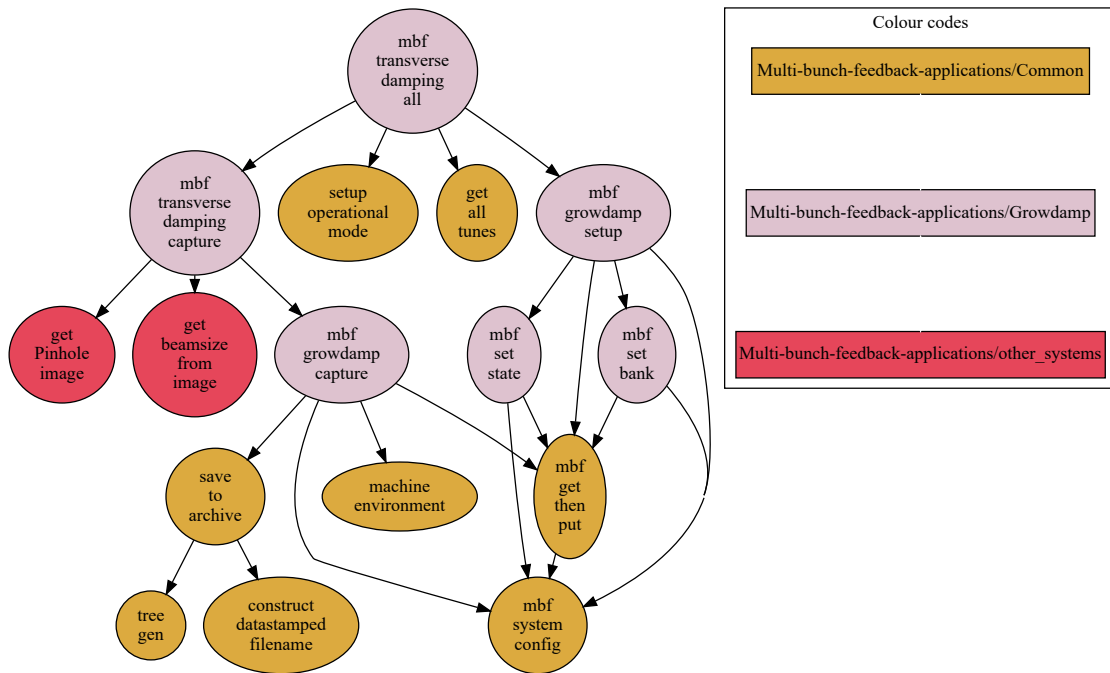 mbf
transverse
damping
all
Colour codes
Multi-bunch-feedback-applications/Common
mbf
transverse
damping
capture
setup
operational
mode
get
all
tunes
mbf
growdamp
setup
Multi-bunch-feedback-applications/Growdamp
get
Pinhole
image
get
beamsize
from
image
mbf
growdamp
capture
mbf
set
state
mbf
set
bank
Multi-bunch-feedback-applications/other_systems
save
to
archive
machine
environment
mbf
get
then
put
tree
gen
construct
datastamped
filename
mbf
system
config